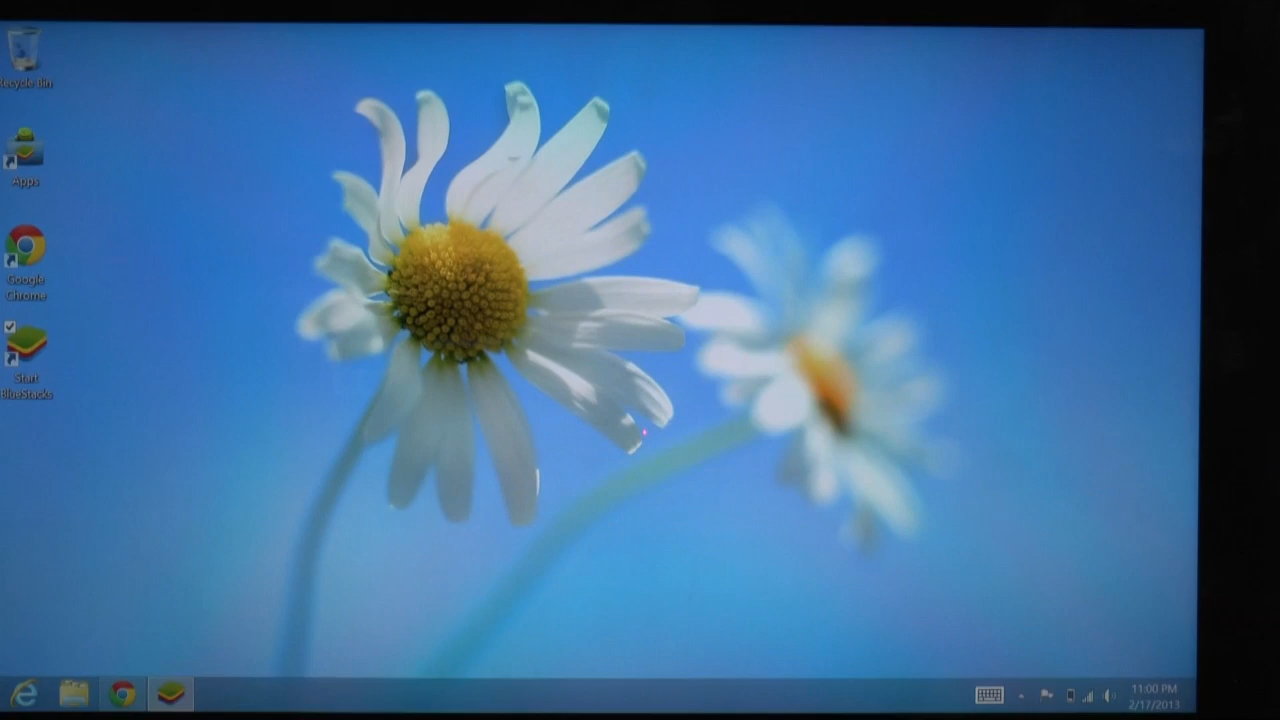 Recycle Bin
Apps
Google
Chrome
Start
BlueStacks
11:00 PM
2/17/2013